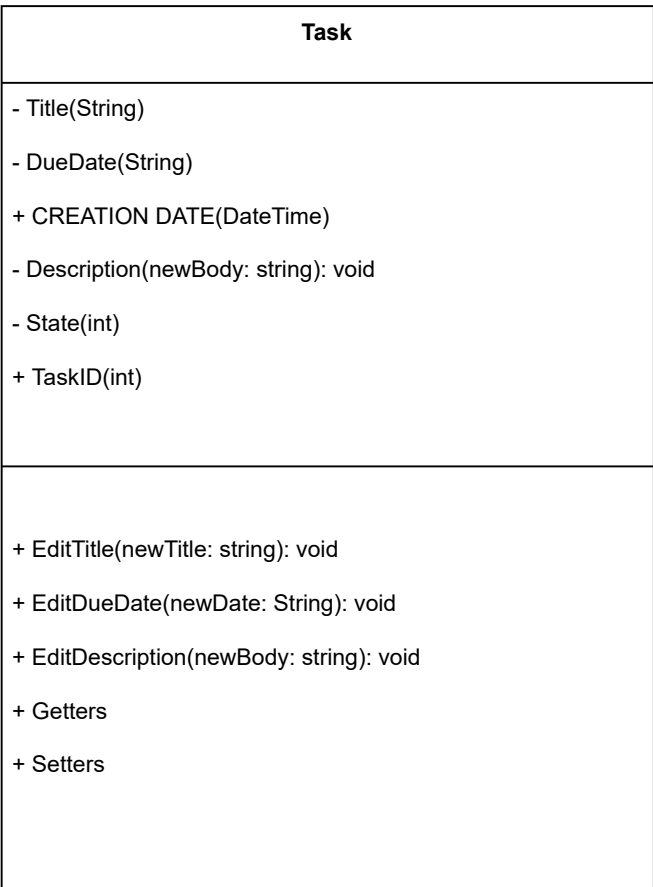 Task
- Title(String)
- DueDate(String)
+ CREATION DATE(DateTime)
- Description(newBody: string): void
- State(int)
+ TaskID(int)
+ EditTitle(newTitle: string): void
+ EditDueDate(newDate: String): void
+ EditDescription(newBody: string): void
+ Getters
+ Setters